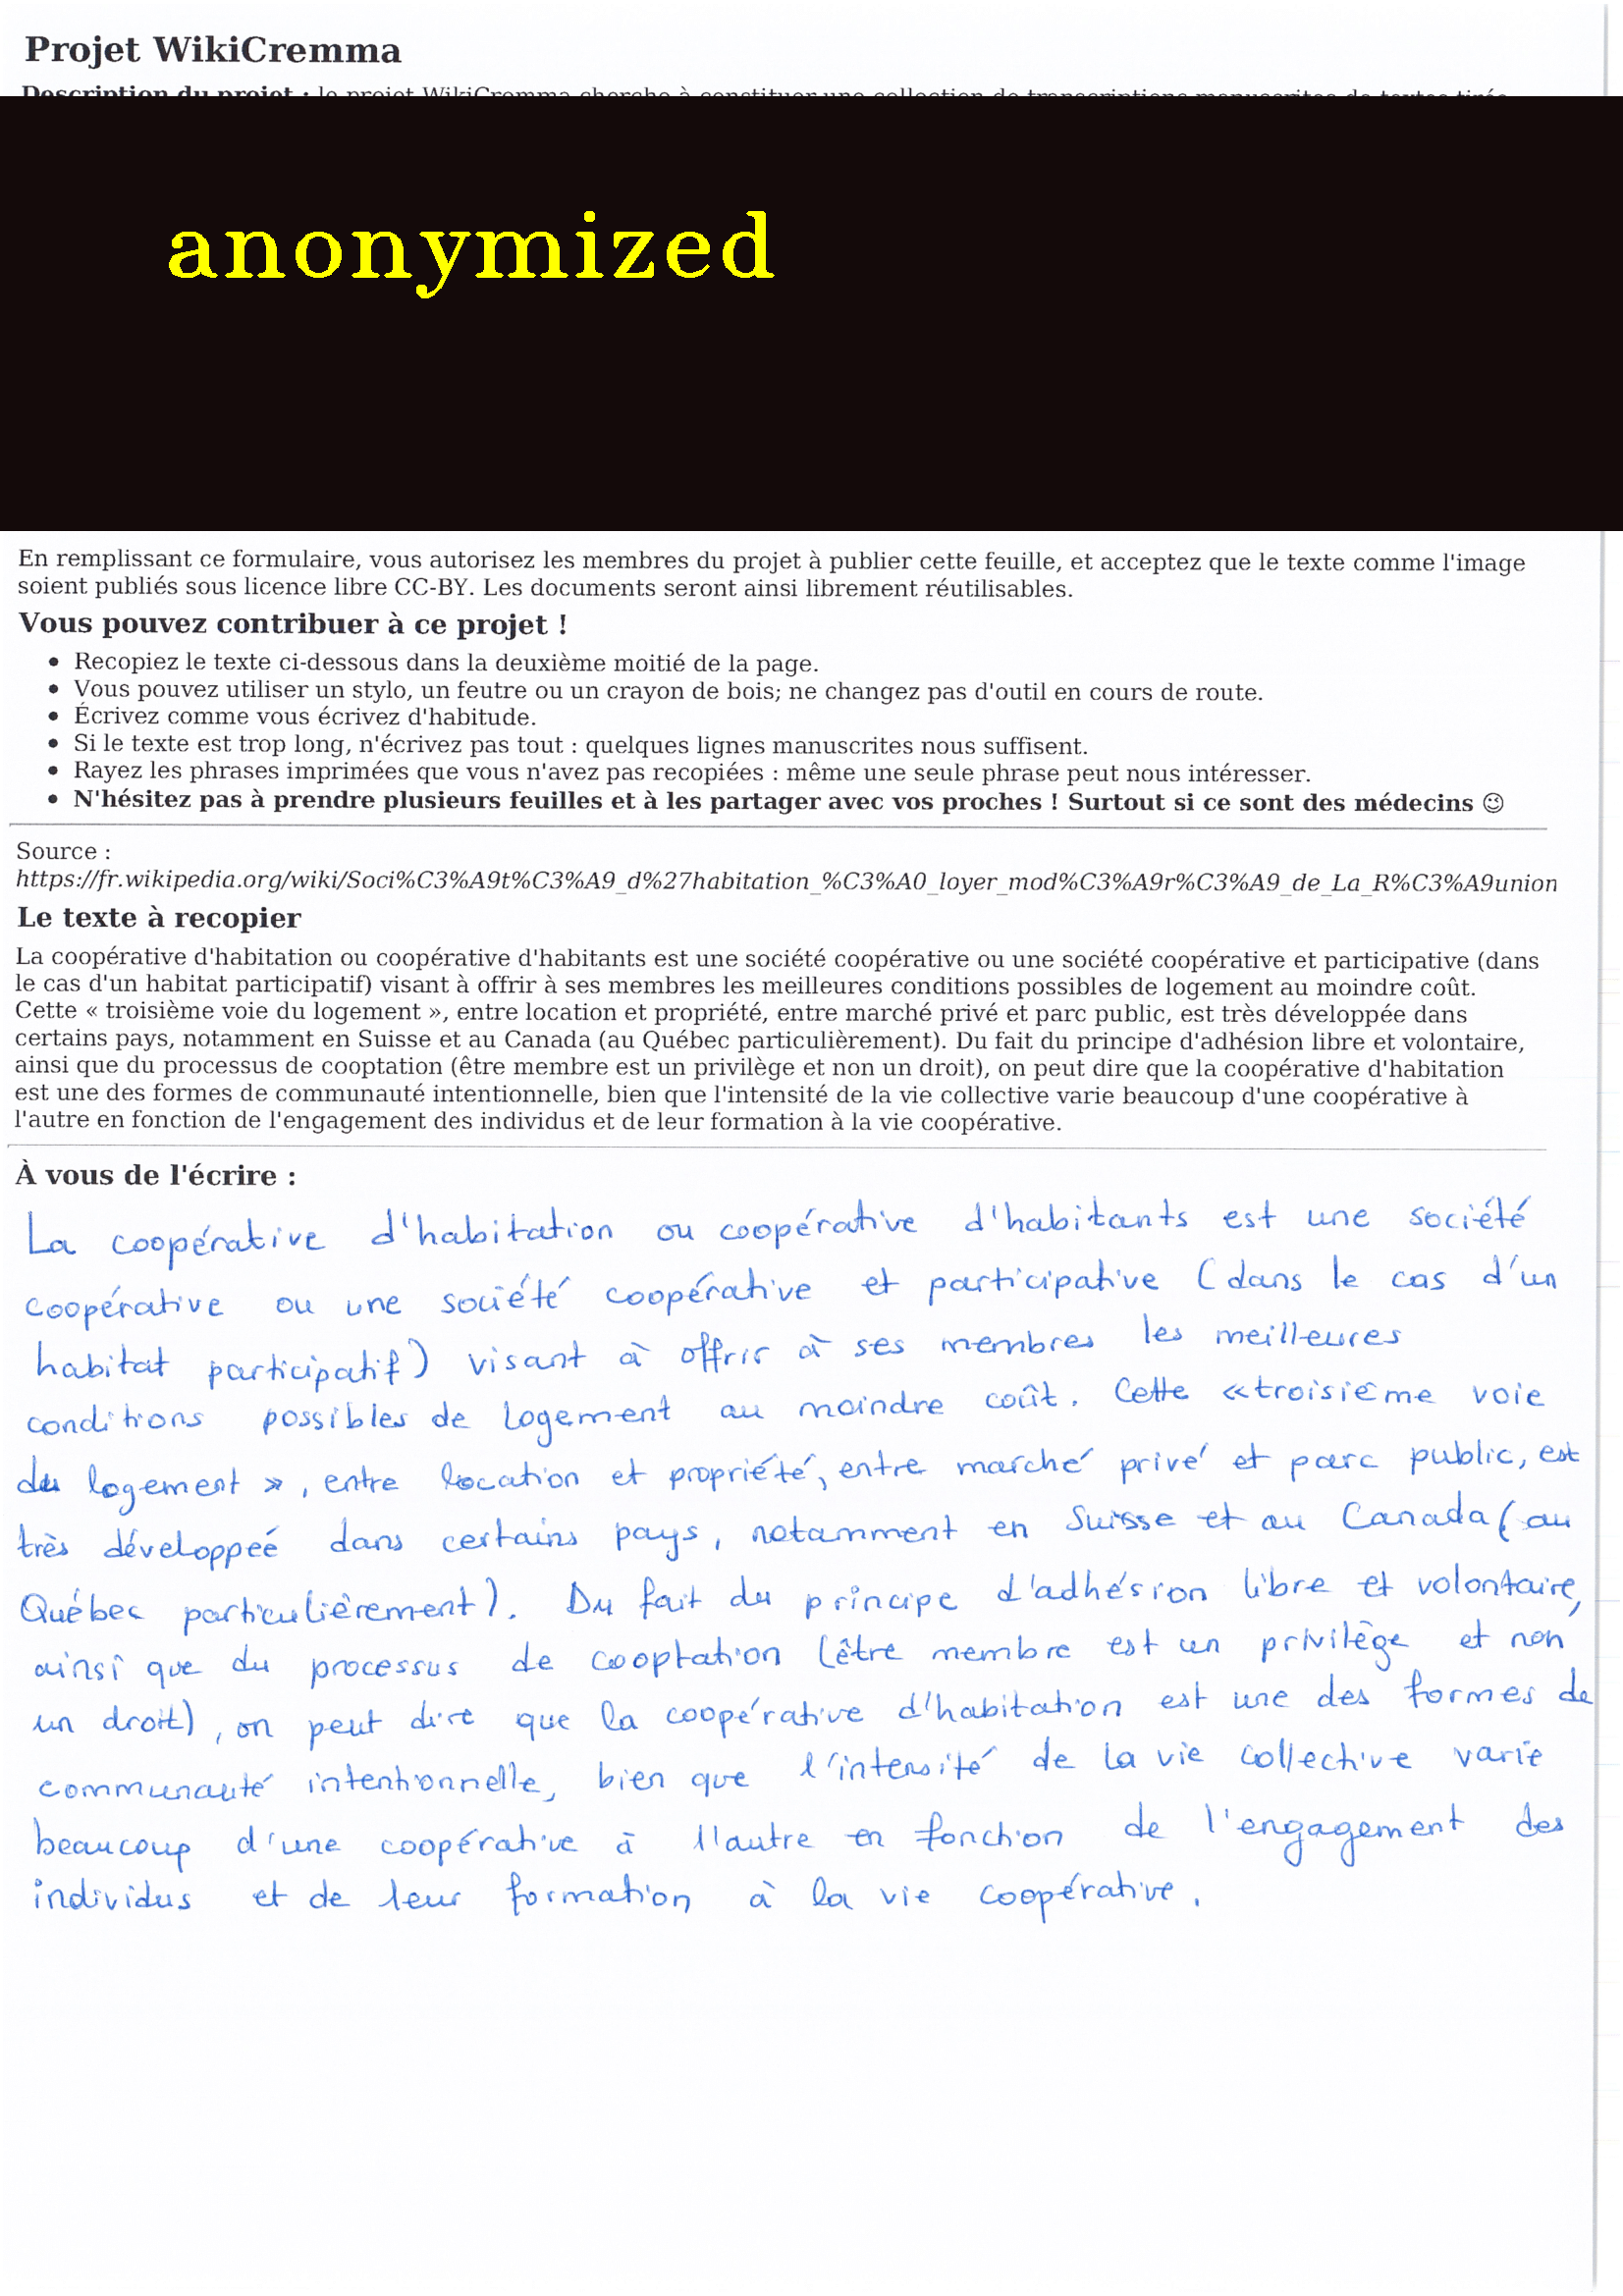 Projet WikiCremma
Description du projet : le projet WikiCremma cherche à constituer une collection de transcriptions manuscrites de textes tirés
anonymized
En remplissant ce formulaire, vous autorisez les membres du projet à publier cette feuille, et acceptez que le texte comme l'image
soient publiés sous licence libre CC-BY. Les documents seront ainsi librement réutilisables.
Vous pouvez contribuer à ce projet !
• Recopiez le texte ci-dessous dans la deuxième moitié de la page.
• Vous pouvez utiliser un stylo, un feutre ou un crayon de bois; ne changez pas d'outil en cours de route.
• Écrivez comme vous écrivez d'habitude.
• Si le texte est trop long, n'écrivez pas tout : quelques lignes manuscrites nous suffisent.
• Rayez les phrases imprimées que vous n'avez pas recopiées : même une seule phrase peut nous intéresser.
• N'hésitez pas à prendre plusieurs feuilles et à les partager avec vos proches ! Surtout si ce sont des médecins 😉
Source :
https://fr.wikipedia.org/wiki/Soci%C3%A9t%C3%A9_d%27habitation_%C3%A0_loyer_mod%C3%A9r%C3%A9_de_La_R%C3%A9union
Le texte à recopier
La coopérative d'habitation ou coopérative d'habitants est une société coopérative ou une société coopérative et participative (dans
le cas d'un habitat participatif) visant à offrir à ses membres les meilleures conditions possibles de logement au moindre coût.
Cette « troisième voie du logement », entre location et propriété, entre marché privé et parc public, est très développée dans
certains pays, notamment en Suisse et au Canada (au Québec particulièrement). Du fait du principe d'adhésion libre et volontaire,
ainsi que du processus de cooptation (être membre est un privilège et non un droit), on peut dire que la coopérative d'habitation
est une des formes de communauté intentionnelle, bien que l'intensité de la vie collective varie beaucoup d'une coopérative à
l'autre en fonction de l'engagement des individus et de leur formation à la vie coopérative.
À vous de l'écrire :
La coopérative d'habitation ou coopérative d'habitants est une société
coopérative ou une société coopérative et participative (dans le cas d'un
habitat participatif) visant à offrir à ses membres les meilleures
conditions possibles de logement au moindre coût. Cette « troisième voie
du logement », entre location et propriété, entre marché privé et parc public, est
très développeé dans certains pays, notamment en Suisse et au Canada (au
Québec particulièrement). Du fait du principe d'adhésion libre et volontaire,
ainsi que du processus de cooptation (être membre est un privilège et non
un droit), on peut dire que la coopérative d'habitation est une des formes de
communauté intentionnelle, bien que l'intensité de la vie collective varie
beaucoup d'une coopérative à l'autre en fonction de l'engagement des
individus et de leur formation à la vie coopérative.